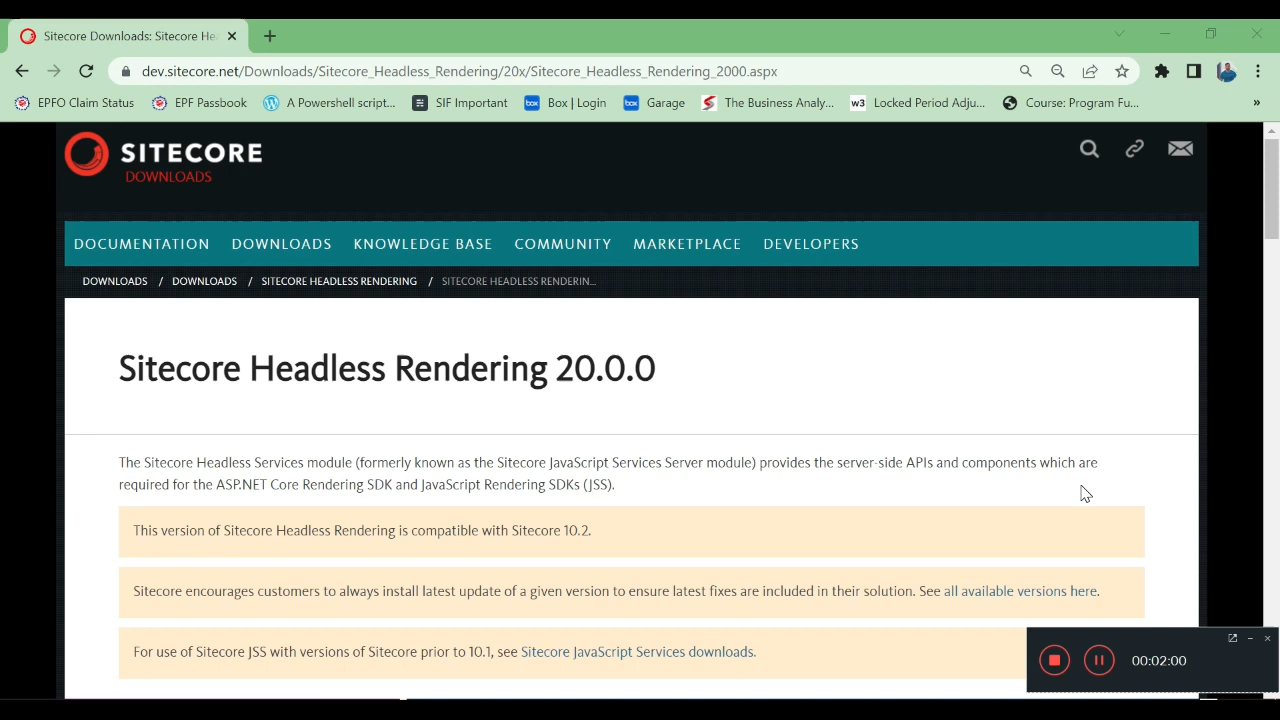 Sitecore Downloads: Sitecore He
dev.sitecore.net/Downloads/Sitecore_Headless_Rendering/20x/Sitecore_Headless_Rendering_2000.aspx
EPFO Claim Status EPF Passbook A Powershell script... SIF Important box Box | Login box Garage The Business Analy... w3 Locked Period Adju... Course: Program Fu... »
SITECORE
DOWNLOADS
DOCUMENTATION DOWNLOADS KNOWLEDGE BASE COMMUNITY MARKETPLACE DEVELOPERS
DOWNLOADS / DOWNLOADS / SITECORE HEADLESS RENDERING / SITECORE HEADLESS RENDERIN...
Sitecore Headless Rendering 20.0.0
The Sitecore Headless Services module (formerly known as the Sitecore JavaScript Services Server module) provides the server-side APIs and components which are
required for the ASP.NET Core Rendering SDK and JavaScript Rendering SDKs (JSS).
This version of Sitecore Headless Rendering is compatible with Sitecore 10.2.
Sitecore encourages customers to always install latest update of a given version to ensure latest fixes are included in their solution. See all available versions here.
For use of Sitecore JSS with versions of Sitecore prior to 10.1, see Sitecore JavaScript Services downloads.
00:02:00